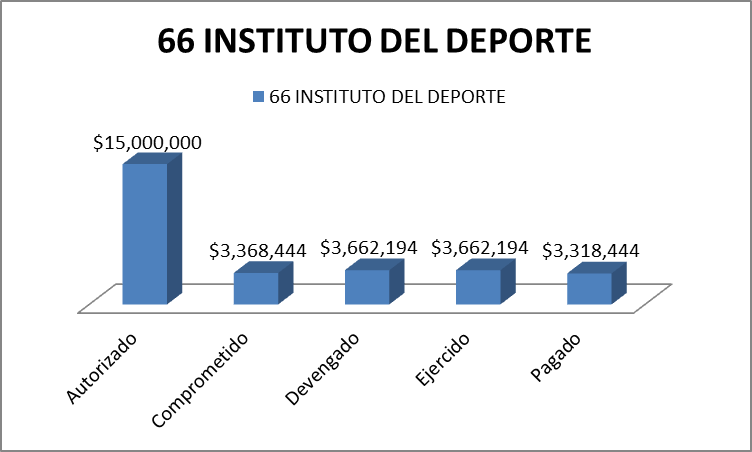 66 INSTITUTO DEL DEPORTE
66 INSTITUTO DEL DEPORTE
$15,000,000
$3,368,444
$3,662,194
$3,662,194
$3,318,444
Autorizado
Comprometido
Devengado
Ejercido
Pagado